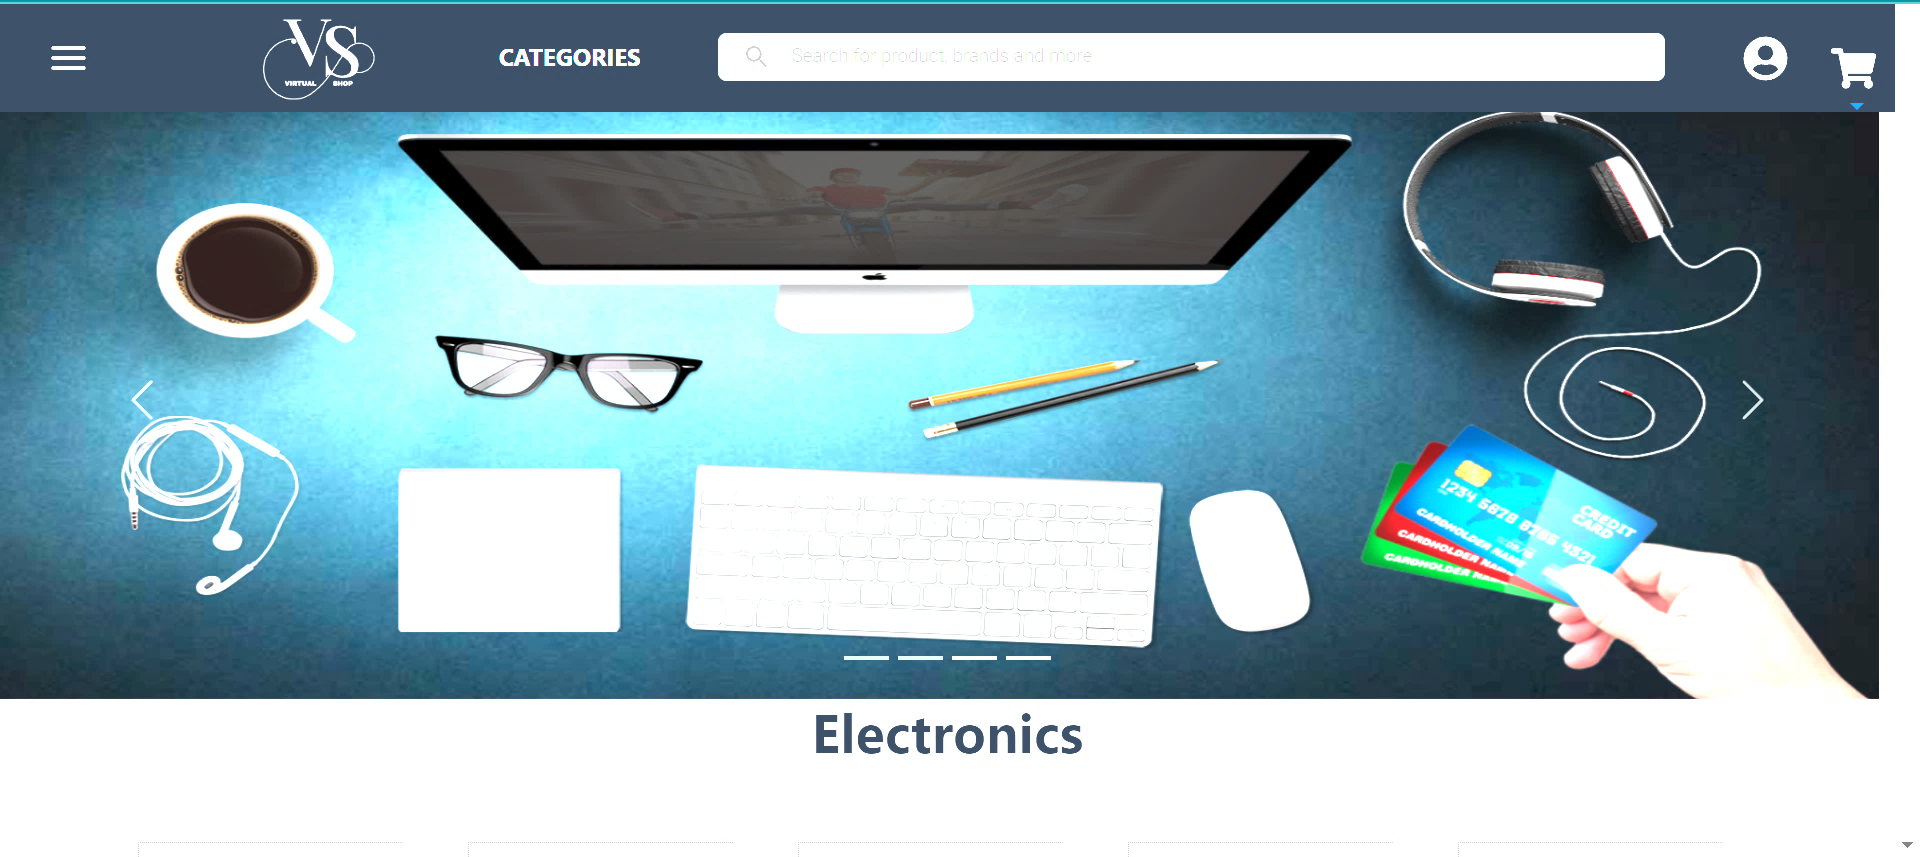 VS
VIRTUAL SHOP
CATEGORIES
Search for product, brands and more
1234 5678 8765 4321
CREDIT
CARD
CARDHOLDER NAME
CARDHOLDER NAME
CARDHOLDER NAM
Electronics